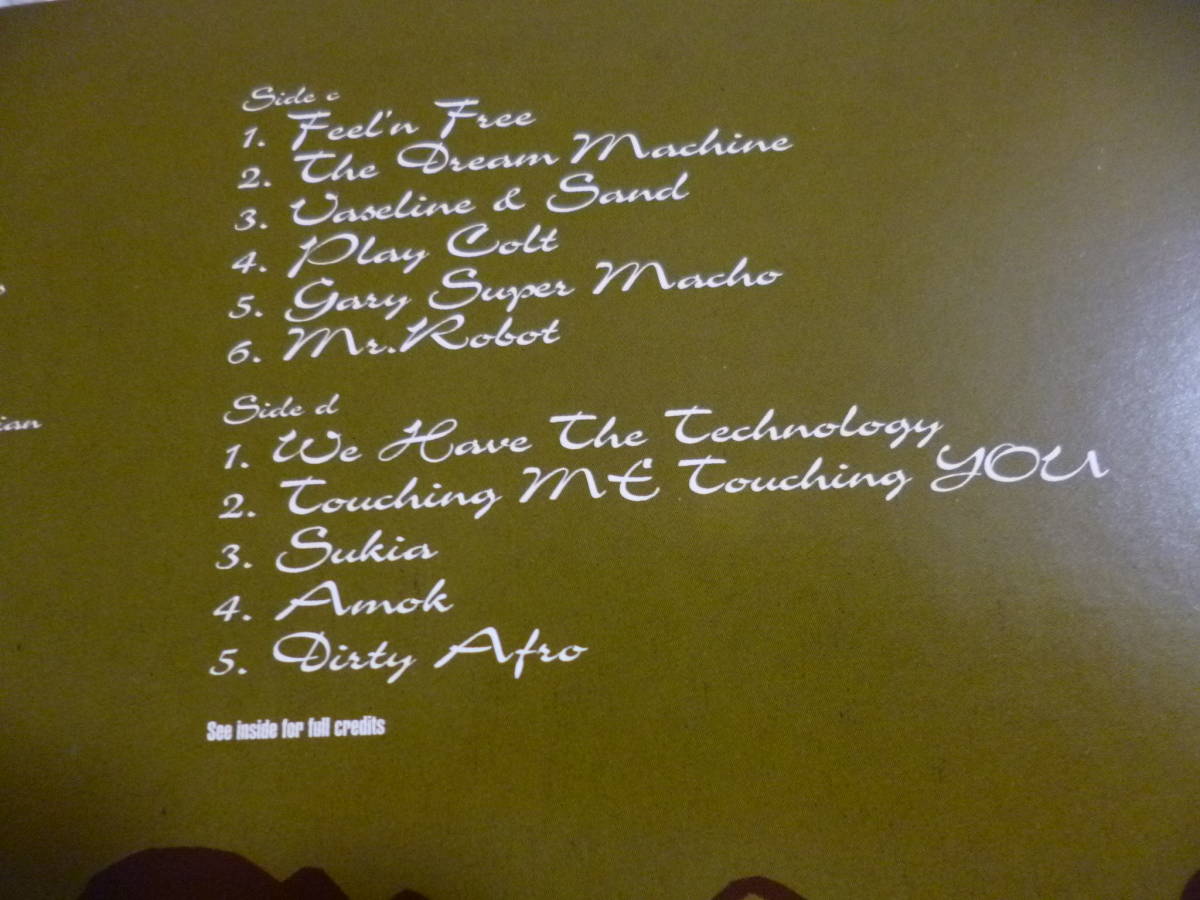 Side c
1. Feel'n Free
2. The Dream Machine
3. Vaseline & Sand
4. Play Colt
5. Gary Super Macho
6. Mr.Robot
Side d
1. We Have The Technology
2. Touching ME Touching YOU
3. Sukia
4. Amok
5. Dirty Afro
See inside for full credits